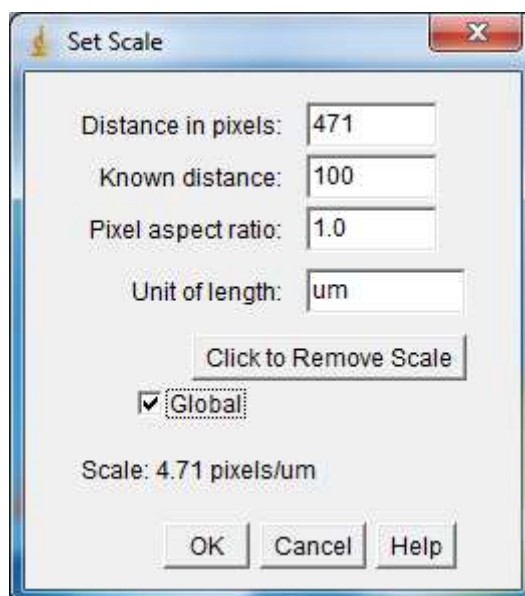 Set Scale
Distance in pixels: 471
Known distance: 100
Pixel aspect ratio: 1.0
Unit of length: um
Click to Remove Scale
Global
Scale: 4.71 pixels/um
OK Cancel Help